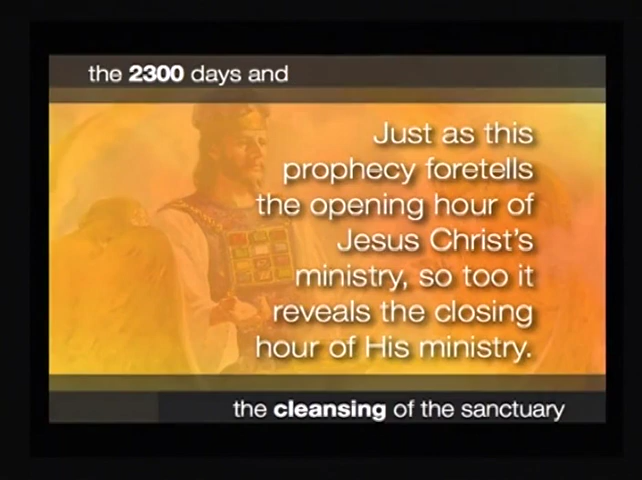 the 2300 days and
Just as this
prophecy foretells
the opening hour of
Jesus Christ's
ministry, so too it
reveals the closing
hour of His ministry.
the cleansing of the sanctuary